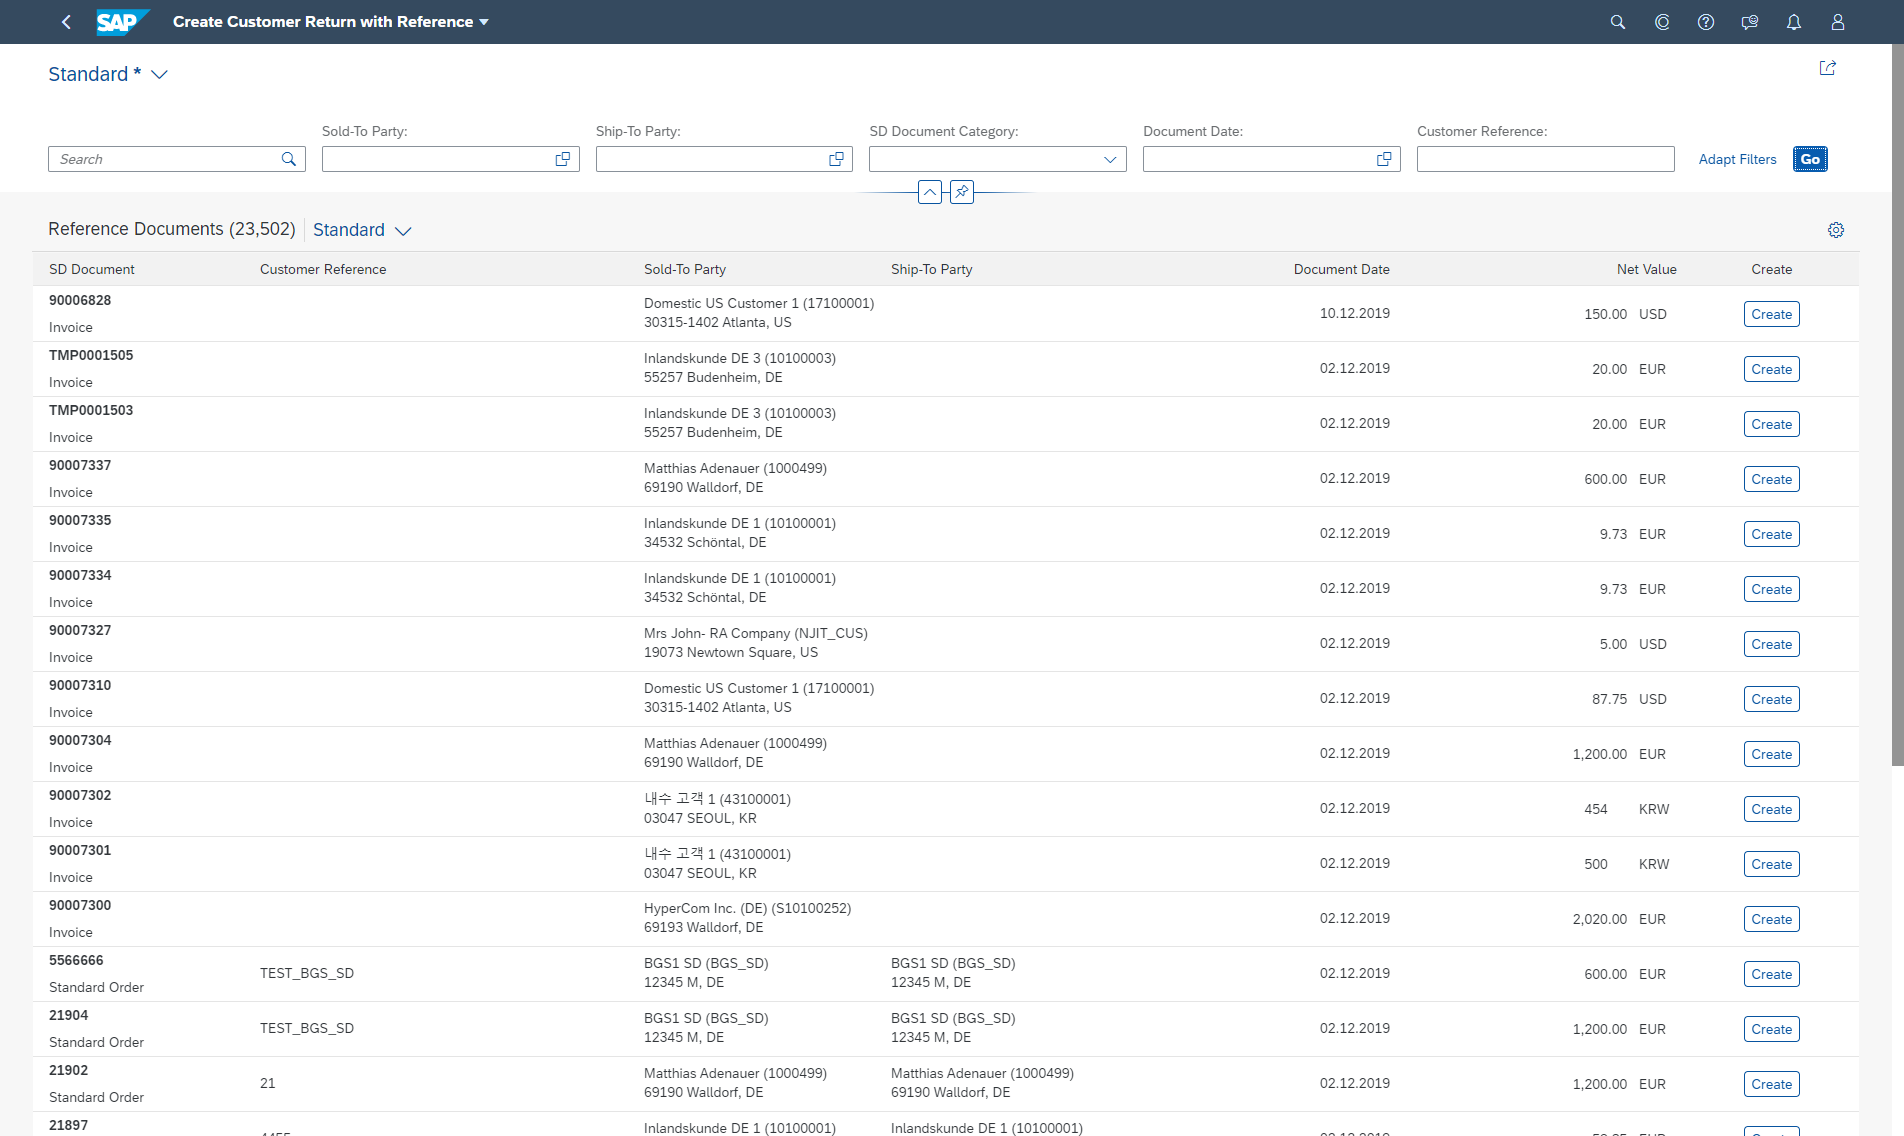 SAP Create Customer Return with Reference
Standard *
Sold-To Party: Ship-To Party: SD Document Category: Document Date: Customer Reference:
Search Adapt Filters Go
Reference Documents (23,502) Standard
SD Document Customer Reference Sold-To Party Ship-To Party Document Date Net Value Create
90006828
Invoice
Domestic US Customer 1 (17100001)
30315-1402 Atlanta, US
10.12.2019 150.00 USD Create
TMP0001505
Invoice
Inlandskunde DE 3 (10100003)
55257 Budenheim, DE
02.12.2019 20.00 EUR Create
TMP0001503
Invoice
Inlandskunde DE 3 (10100003)
55257 Budenheim, DE
02.12.2019 20.00 EUR Create
90007337
Invoice
Matthias Adenauer (1000499)
69190 Walldorf, DE
02.12.2019 600.00 EUR Create
90007335
Invoice
Inlandskunde DE 1 (10100001)
34532 Schöntal, DE
02.12.2019 9.73 EUR Create
90007334
Invoice
Inlandskunde DE 1 (10100001)
34532 Schöntal, DE
02.12.2019 9.73 EUR Create
90007327
Invoice
Mrs John- RA Company (NJIT_CUS)
19073 Newtown Square, US
02.12.2019 5.00 USD Create
90007310
Invoice
Domestic US Customer 1 (17100001)
30315-1402 Atlanta, US
02.12.2019 87.75 USD Create
90007304
Invoice
Matthias Adenauer (1000499)
69190 Walldorf, DE
02.12.2019 1,200.00 EUR Create
90007302
Invoice
내수 고객 1 (43100001)
03047 SEOUL, KR
02.12.2019 454 KRW Create
90007301
Invoice
내수 고객 1 (43100001)
03047 SEOUL, KR
02.12.2019 500 KRW Create
90007300
Invoice
HyperCom Inc. (DE) (S10100252)
69193 Walldorf, DE
02.12.2019 2,020.00 EUR Create
5566666
Standard Order
TEST_BGS_SD
BGS1 SD (BGS_SD)
12345 M, DE
BGS1 SD (BGS_SD)
12345 M, DE
02.12.2019 600.00 EUR Create
21904
Standard Order
TEST_BGS_SD
BGS1 SD (BGS_SD)
12345 M, DE
BGS1 SD (BGS_SD)
12345 M, DE
02.12.2019 1,200.00 EUR Create
21902
Standard Order
21
Matthias Adenauer (1000499)
69190 Walldorf, DE
Matthias Adenauer (1000499)
69190 Walldorf, DE
02.12.2019 1,200.00 EUR Create
21897
Inlandskunde DE 1 (10100001) Inlandskunde DE 1 (10100001)